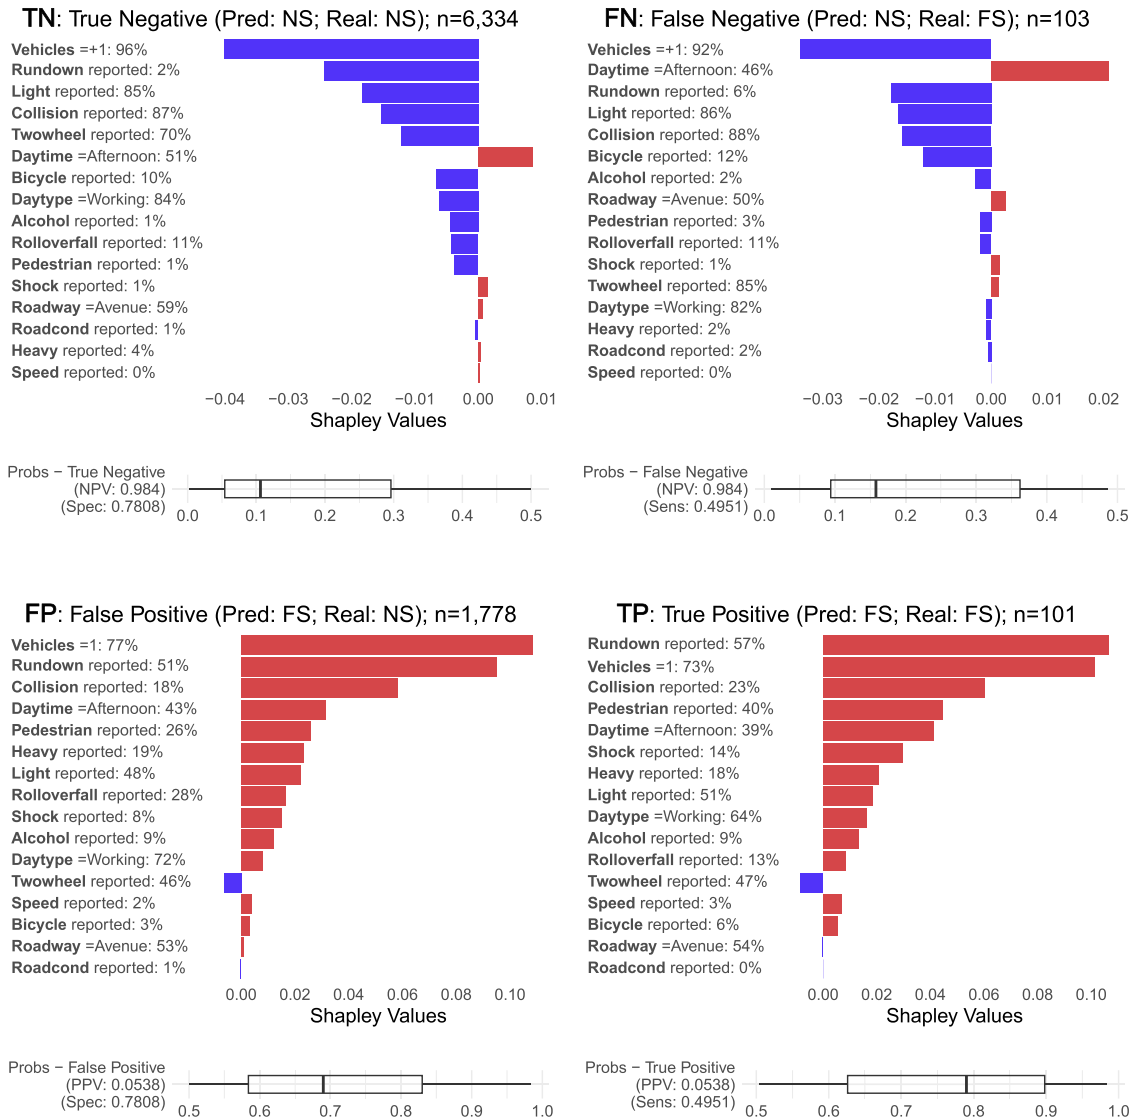 TN: True Negative (Pred: NS; Real: NS); n=6,334
Vehicles =+1: 96%
Rundown reported: 2%
Light reported: 85%
Collision reported: 87%
Twowheel reported: 70%
Daytime =Afternoon: 51%
Bicycle reported: 10%
Daytype =Working: 84%
Alcohol reported: 1%
Rolloverfall reported: 11%
Pedestrian reported: 1%
Shock reported: 1%
Roadway =Avenue: 59%
Roadcond reported: 1%
Heavy reported: 4%
Speed reported: 0%
−0.04 −0.03 −0.02 −0.01 0.00 0.01
Shapley Values
Probs − True Negative
(NPV: 0.984)
(Spec: 0.7808)
0.0 0.1 0.2 0.3 0.4 0.5
FN: False Negative (Pred: NS; Real: FS); n=103
Vehicles =+1: 92%
Daytime =Afternoon: 46%
Rundown reported: 6%
Light reported: 86%
Collision reported: 88%
Bicycle reported: 12%
Alcohol reported: 2%
Roadway =Avenue: 50%
Pedestrian reported: 3%
Rolloverfall reported: 11%
Shock reported: 1%
Twowheel reported: 85%
Daytype =Working: 82%
Heavy reported: 2%
Roadcond reported: 2%
Speed reported: 0%
−0.03 −0.02 −0.01 0.00 0.01 0.02
Shapley Values
Probs − False Negative
(NPV: 0.984)
(Sens: 0.4951)
0.0 0.1 0.2 0.3 0.4 0.5
FP: False Positive (Pred: FS; Real: NS); n=1,778
Vehicles =1: 77%
Rundown reported: 51%
Collision reported: 18%
Daytime =Afternoon: 43%
Pedestrian reported: 26%
Heavy reported: 19%
Light reported: 48%
Rolloverfall reported: 28%
Shock reported: 8%
Alcohol reported: 9%
Daytype =Working: 72%
Twowheel reported: 46%
Speed reported: 2%
Bicycle reported: 3%
Roadway =Avenue: 53%
Roadcond reported: 1%
0.00 0.02 0.04 0.06 0.08 0.10
Shapley Values
Probs − False Positive
(PPV: 0.0538)
(Spec: 0.7808)
0.5 0.6 0.7 0.8 0.9 1.0
TP: True Positive (Pred: FS; Real: FS); n=101
Rundown reported: 57%
Vehicles =1: 73%
Collision reported: 23%
Pedestrian reported: 40%
Daytime =Afternoon: 39%
Shock reported: 14%
Heavy reported: 18%
Light reported: 51%
Daytype =Working: 64%
Alcohol reported: 9%
Rolloverfall reported: 13%
Twowheel reported: 47%
Speed reported: 3%
Bicycle reported: 6%
Roadway =Avenue: 54%
Roadcond reported: 0%
0.00 0.02 0.04 0.06 0.08 0.10
Shapley Values
Probs − True Positive
(PPV: 0.0538)
(Sens: 0.4951)
0.5 0.6 0.7 0.8 0.9 1.0